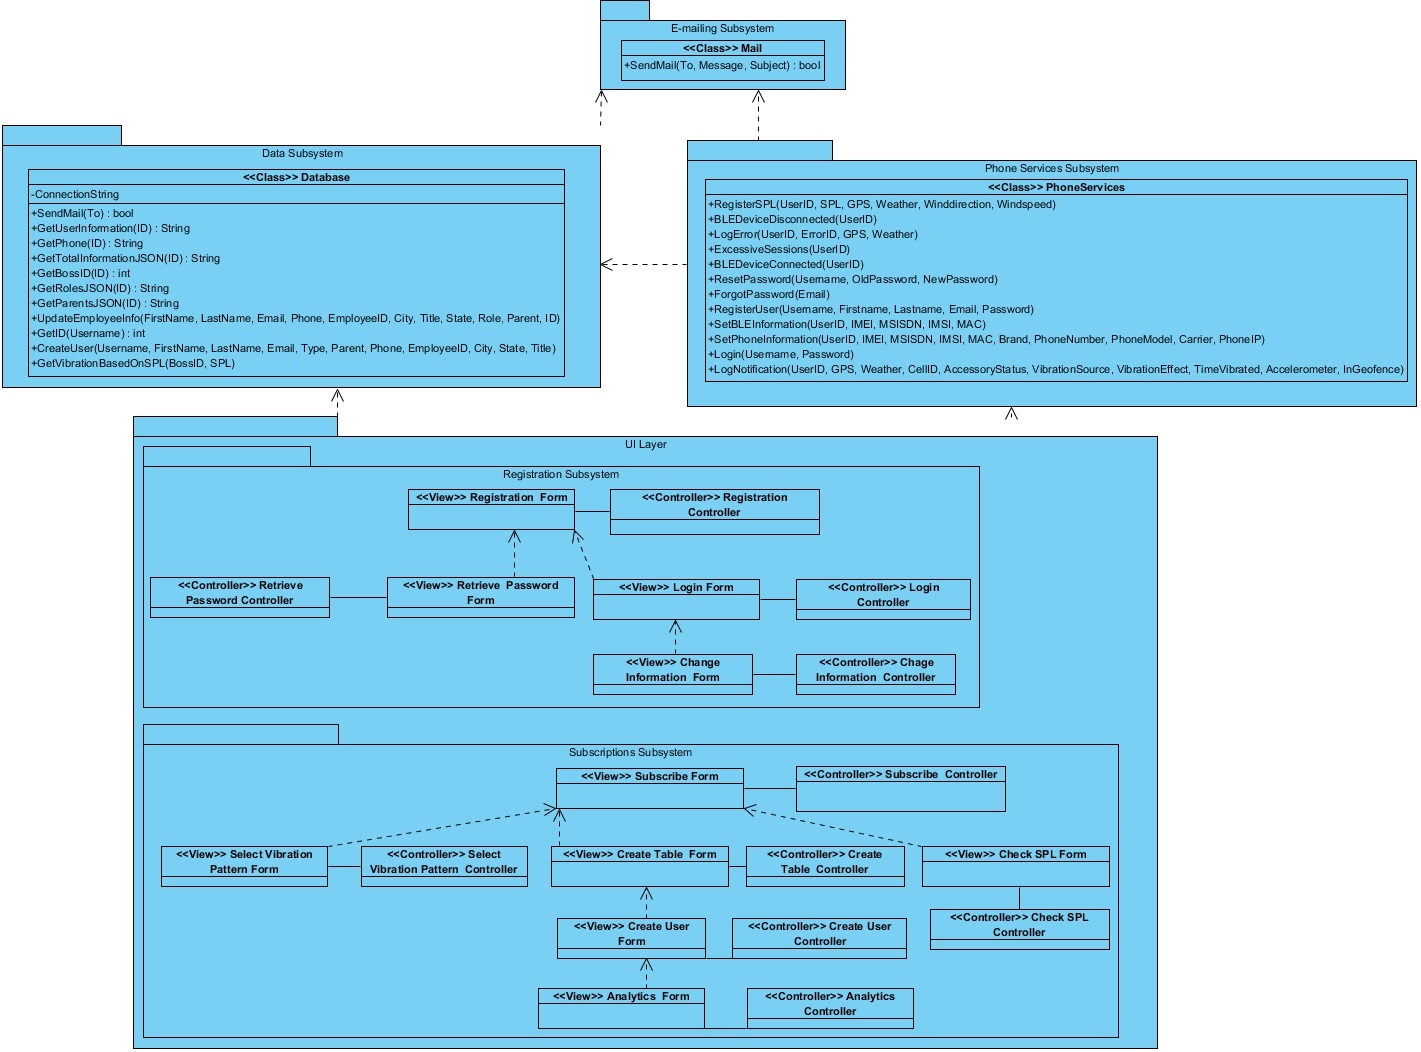 E-mailing Subsystem
<<Class>> Mail
+SendMail(To, Message, Subject) : bool
Data Subsystem
<<Class>> Database
-ConnectionString
+SendMail(To) : bool
+GetUserInformation(ID) : String
+GetPhone(ID) : String
+GetTotalInformationJSON(ID) : String
+GetBossID(ID) : int
+GetRolesJSON(ID) : String
+GetParentsJSON(ID) : String
+UpdateEmployeeInfo(FirstName, LastName, Email, Phone, EmployeeID, City, Title, State, Role, Parent, ID)
+GetID(Username) : int
+CreateUser(Username, FirstName, LastName, Email, Type, Parent, Phone, EmployeeID, City, State, Title)
+GetVibrationBasedOnSPL(BossID, SPL)
Phone Services Subsystem
<<Class>> PhoneServices
+RegisterSPL(UserID, SPL, GPS, Weather, Winddirection, Windspeed)
+BLEDeviceDisconnected(UserID)
+LogError(UserID, ErrorID, GPS, Weather)
+ExcessiveSessions(UserID)
+BLEDeviceConnected(UserID)
+ResetPassword(Username, OldPassword, NewPassword)
+ForgotPassword(Email)
+RegisterUser(Username, Firstname, Lastname, Email, Password)
+SetBLEInformation(UserID, IMEI, MSISDN, IMSI, MAC)
+SetPhoneInformation(UserID, IMEI, MSISDN, IMSI, MAC, Brand, PhoneNumber, PhoneModel, Carrier, PhoneIP)
+Login(Username, Password)
+LogNotification(UserID, GPS, Weather, CellID, AccessoryStatus, VibrationSource, VibrationEffect, TimeVibrated, Accelerometer, InGeofence)
UI Layer
Registration Subsystem
<<View>> Registration Form
<<Controller>> Registration
Controller
<<Controller>> Retrieve
Password Controller
<<View>> Retrieve Password
Form
<<View>> Login Form
<<Controller>> Login
Controller
<<View>> Change
Information Form
<<Controller>> Chage
Information Controller
Subscriptions Subsystem
<<View>> Subscribe Form
<<Controller>> Subscribe Controller
<<View>> Select Vibration
Pattern Form
<<Controller>> Select
Vibration Pattern Controller
<<View>> Create Table Form
<<Controller>> Create
Table Controller
<<View>> Check SPL Form
<<Controller>> Check SPL
Controller
<<View>> Create User
Form
<<Controller>> Create User
Controller
<<View>> Analytics Form
<<Controller>> Analytics
Controller